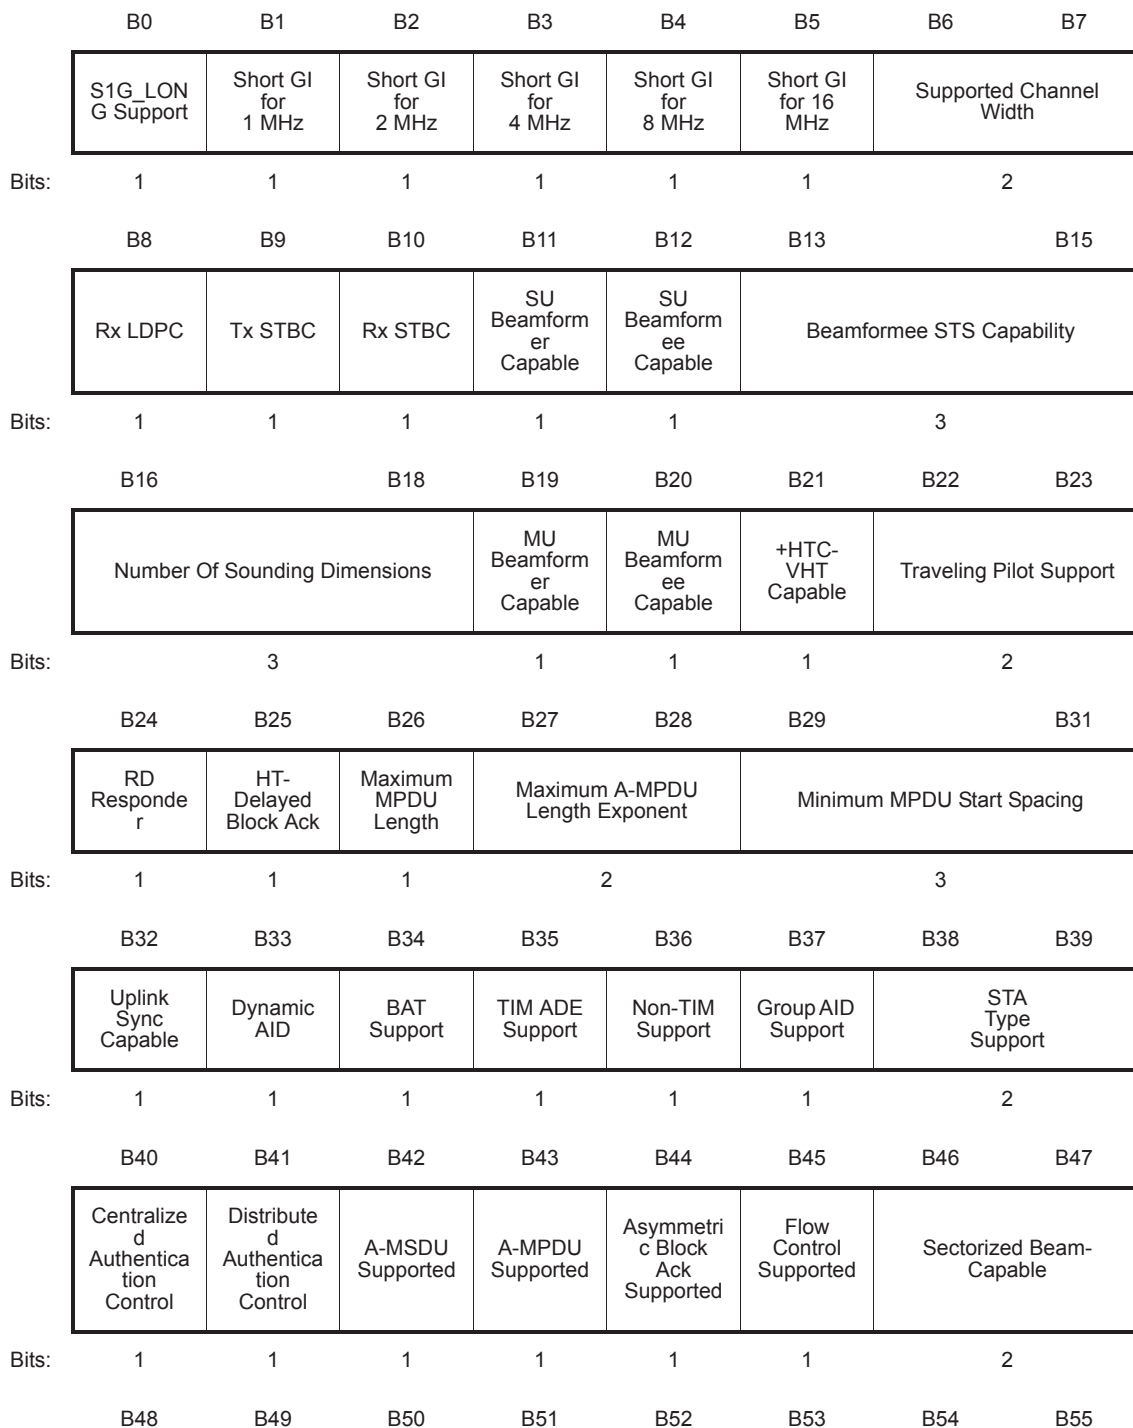 B0 B1 B2 B3 B4 B5 B6 B7
S1G_LON
G Support
Short GI
for
1 MHz
Short GI
for
2 MHz
Short GI
for
4 MHz
Short GI
for
8 MHz
Short GI
for 16
MHz
Supported Channel
Width
Bits: 1 1 1 1 1 1 2
B8 B9 B10 B11 B12 B13 B15
Rx LDPC
Tx STBC
Rx STBC
SU
Beamform
er
Capable
SU
Beamform
ee
Capable
Beamformee STS Capability
Bits: 1 1 1 1 1 3
B16 B18 B19 B20 B21 B22 B23
Number Of Sounding Dimensions
MU
Beamform
er
Capable
MU
Beamform
ee
Capable
+HTC-
VHT
Capable
Traveling Pilot Support
Bits: 3 1 1 1 2
B24 B25 B26 B27 B28 B29 B31
RD
Responde
r
HT-
Delayed
Block Ack
Maximum
MPDU
Length
Maximum A-MPDU
Length Exponent
Minimum MPDU Start Spacing
Bits: 1 1 1 2 3
B32 B33 B34 B35 B36 B37 B38 B39
Uplink
Sync
Capable
Dynamic
AID
BAT
Support
TIM ADE
Support
Non-TIM
Support
Group AID
Support
STA
Type
Support
Bits: 1 1 1 1 1 1 2
B40 B41 B42 B43 B44 B45 B46 B47
Centralize
d
Authentica
tion
Control
Distribute
d
Authentica
tion
Control
A-MSDU
Supported
A-MPDU
Supported
Asymmetri
c Block
Ack
Supported
Flow
Control
Supported
Sectorized Beam-
Capable
Bits: 1 1 1 1 1 1 2
B48 B49 B50 B51 B52 B53 B54 B55